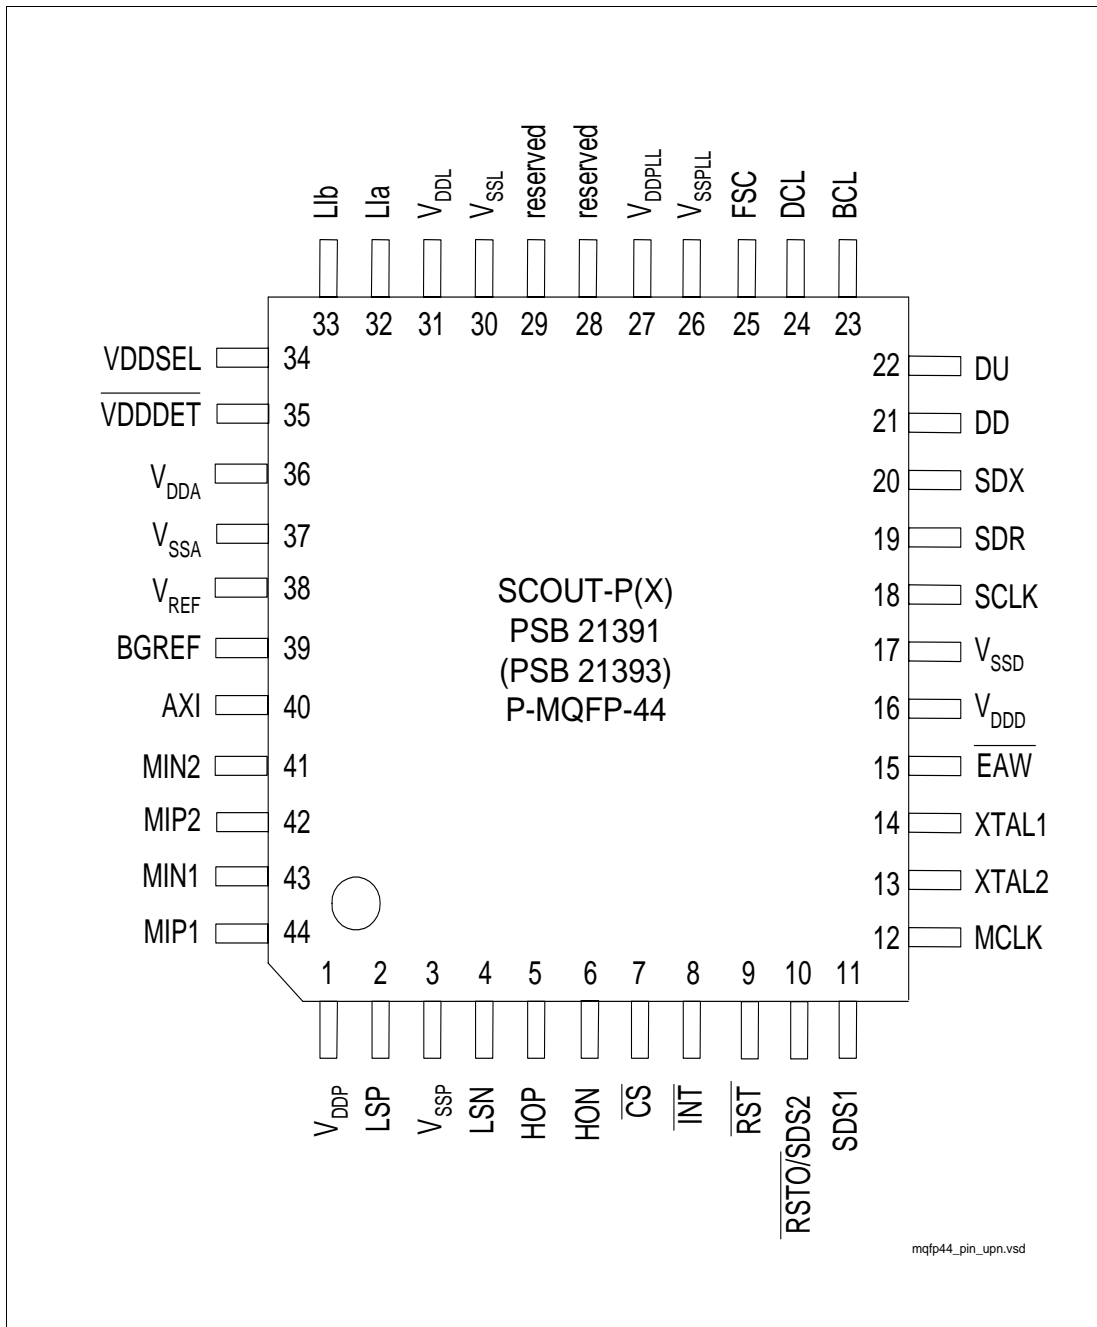 LIb
LIa
VDDL
VSSL
reserved
reserved
VDDPLL
VSSPLL
FSC
DCL
BCL
33 32 31 30 29 28 27 26 25 24 23
VDDSEL 34
VDDDET 35
VDDA 36
VSSA 37
VREF 38
BGREF 39
AXI 40
MIN2 41
MIP2 42
MIN1 43
MIP1 44
SCOUT-P(X)
PSB 21391
(PSB 21393)
P-MQFP-44
22 DU
21 DD
20 SDX
19 SDR
18 SCLK
17 VSSD
16 VDDD
15 EAW
14 XTAL1
13 XTAL2
12 MCLK
1 2 3 4 5 6 7 8 9 10 11
VDDP
LSP
VSSP
LSN
HOP
HON
CS
INT
RST
RSTO/SDS2
SDS1
mqfp44_pin_upn.vsd